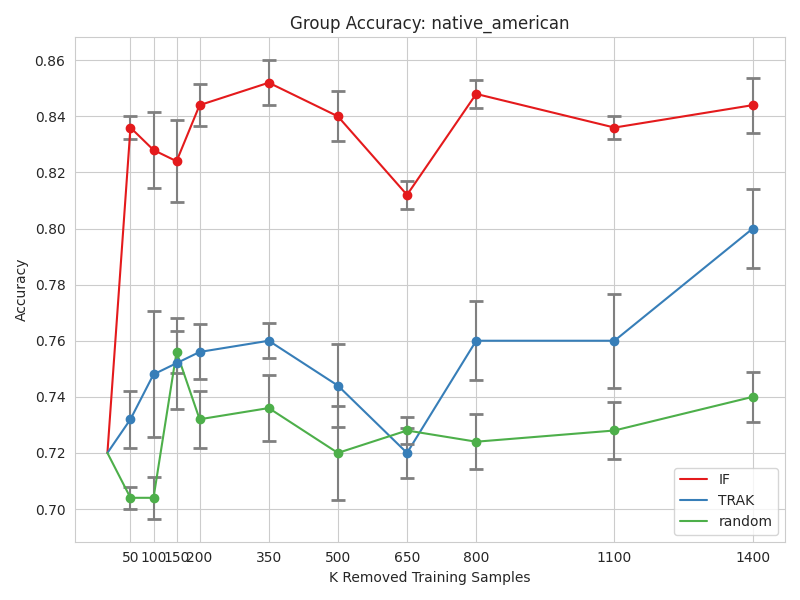 Group Accuracy: native_american
Accuracy
0.86
0.84
0.82
0.80
0.78
0.76
0.74
0.72
0.70
50 100 150 200 350 500 650 800 1100 1400
K Removed Training Samples
IF
TRAK
random